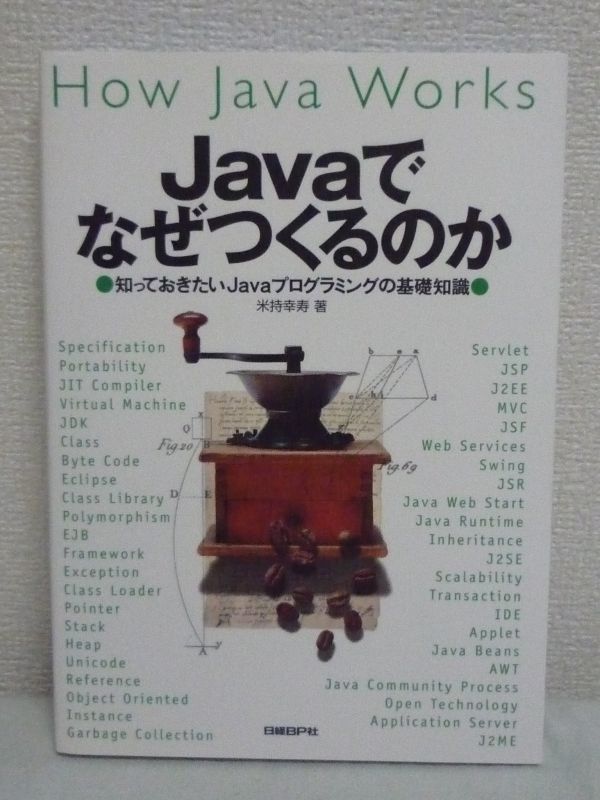 How Java Works
Javaで
なぜつくるのか
●知っておきたいJavaプログラミングの基礎知識●
米持幸寿 著
Specification
Portability
JIT Compiler
Virtual Machine
JDK
Class
Byte Code
Eclipse
Class Library
Polymorphism
EJB
Framework
Exception
Class Loader
Pointer
Stack
Heap
Unicode
Reference
Object Oriented
Instance
Garbage Collection
Servlet
JSP
J2EE
MVC
JSF
Web Services
Swing
JSR
Java Web Start
Java Runtime
Inheritance
J2SE
Scalability
Transaction
IDE
Applet
Java Beans
AWT
Java Community Process
Open Technology
Application Server
J2ME
Fig.20
Fig.69
日経BP社